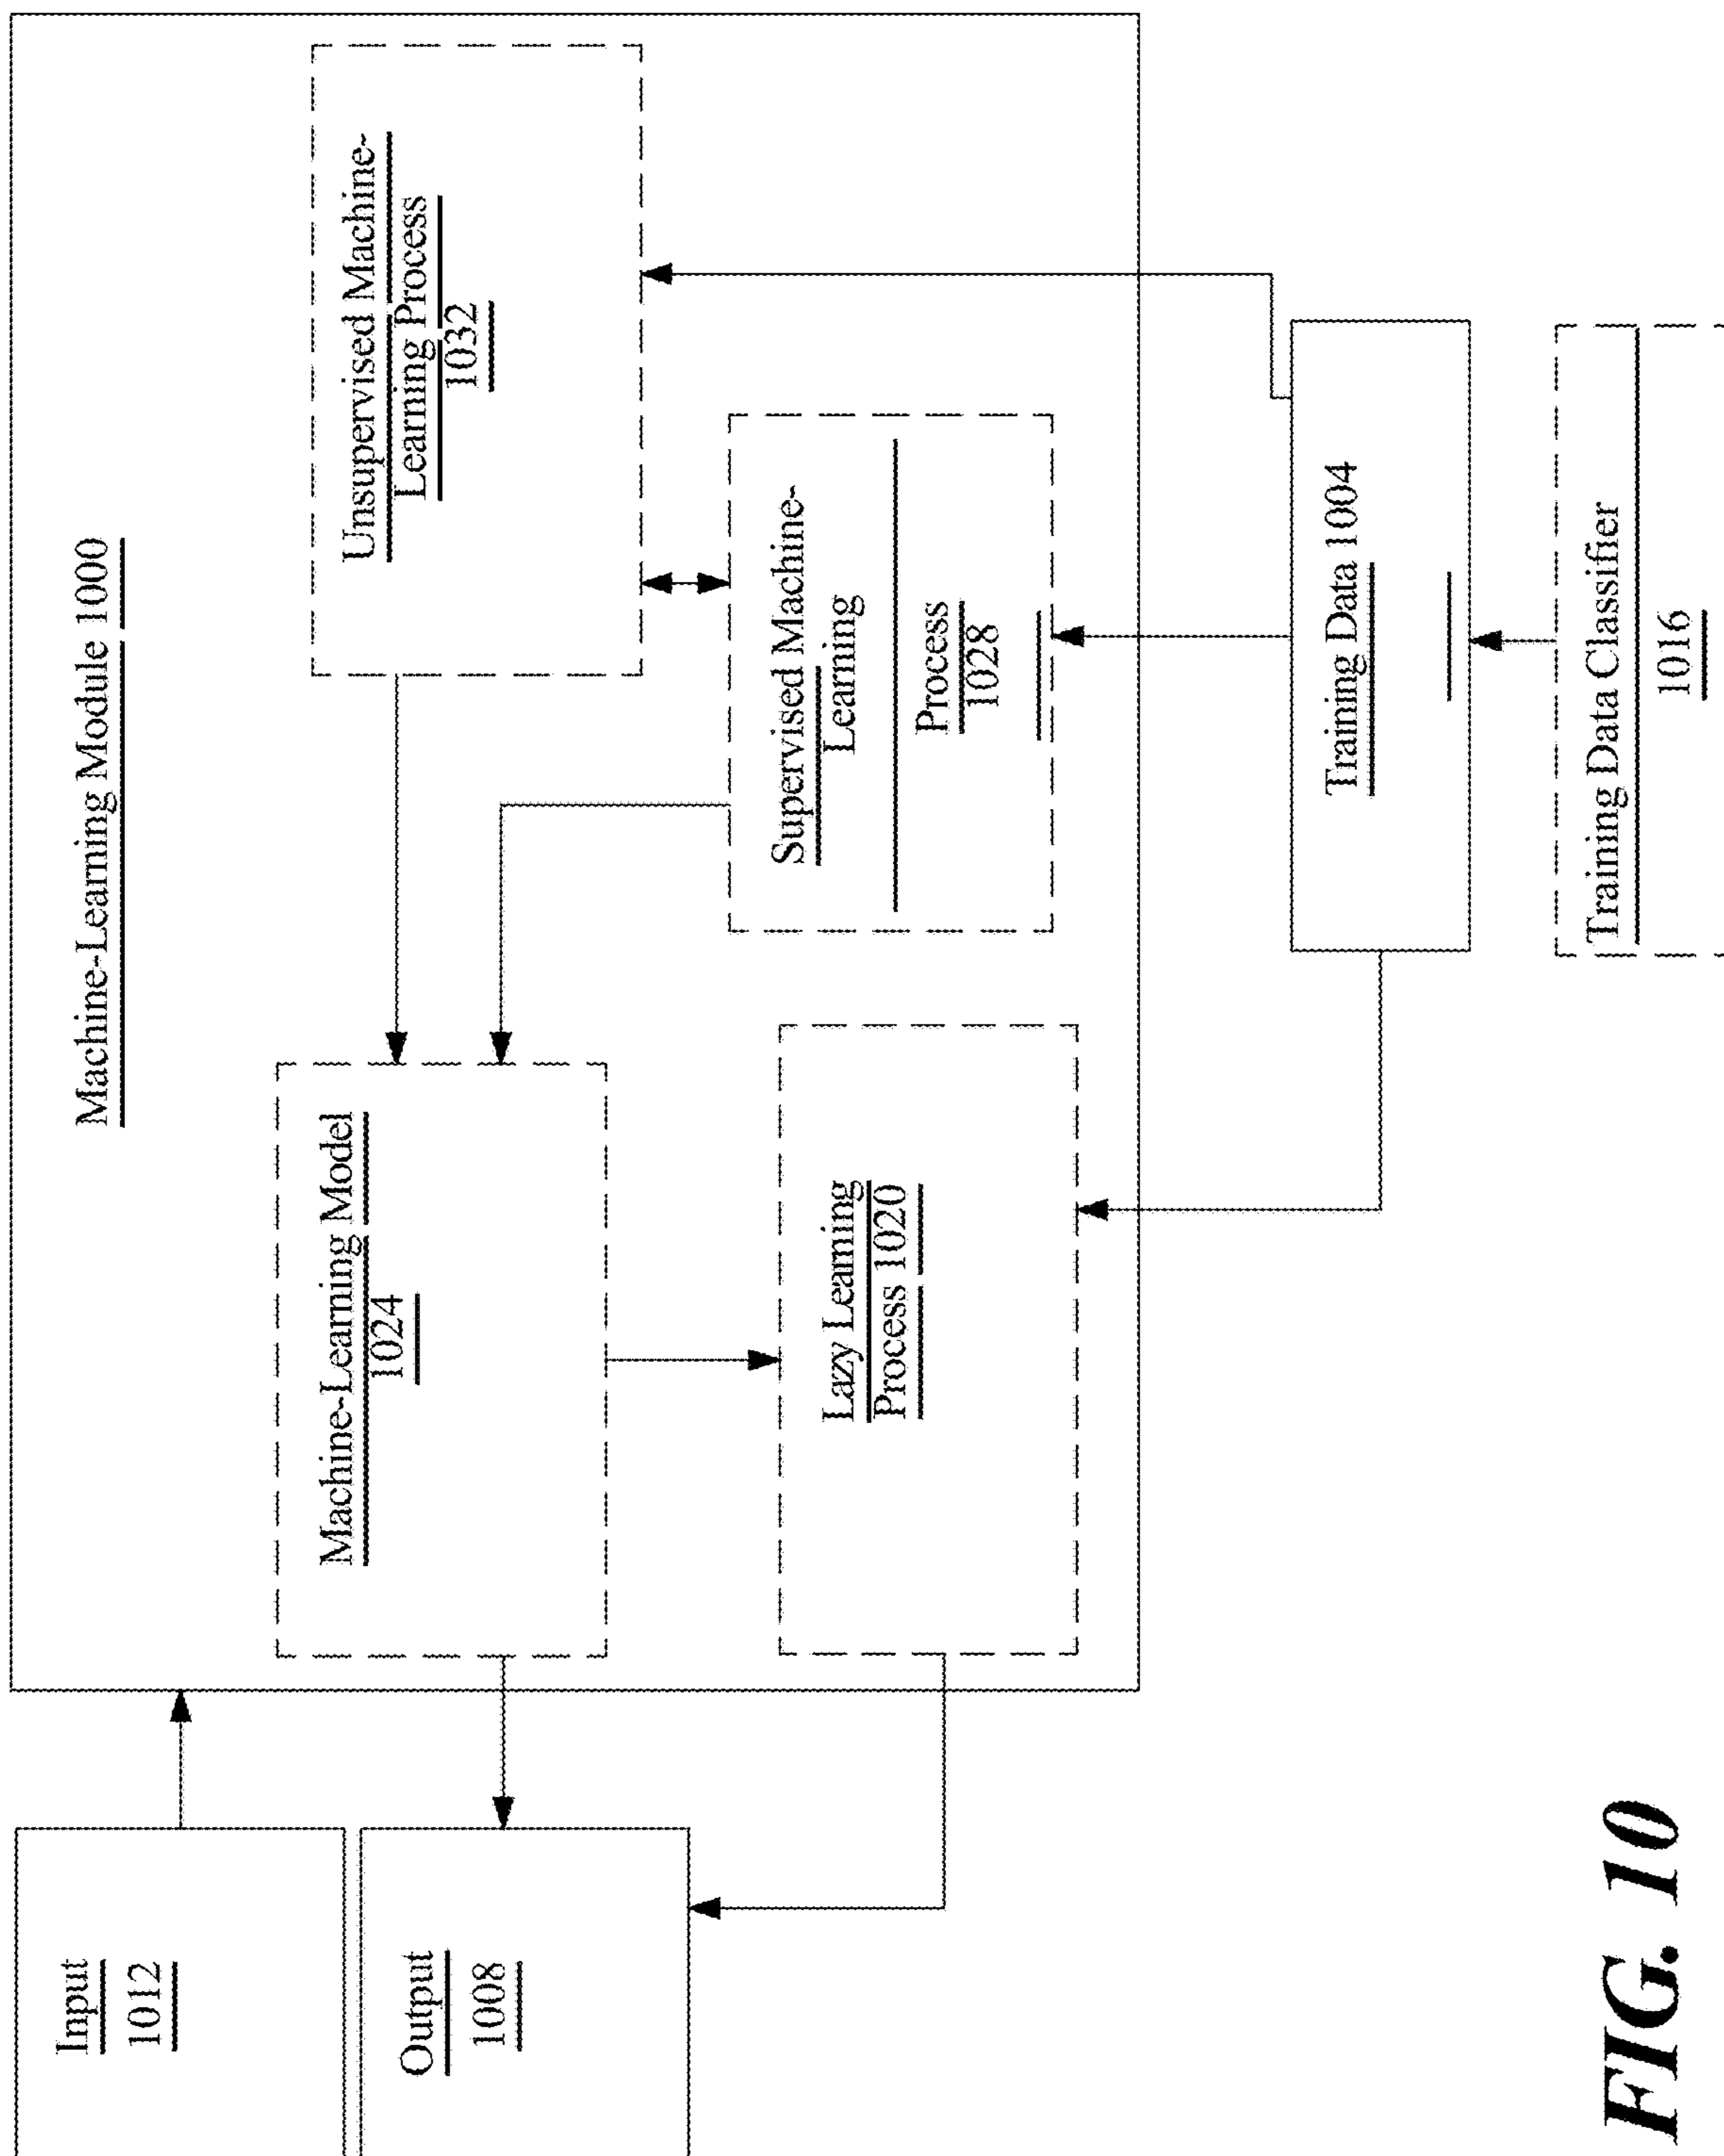 Machine-Learning Module 1000
Input
1012
Output
1008
Machine-Learning Model
1024
Unsupervised Machine-
Learning Process
1032
Lazy Learning
Process 1020
Supervised Machine-
Learning
Process
1028
Training Data 1004
Training Data Classifier
1016
FIG. 10